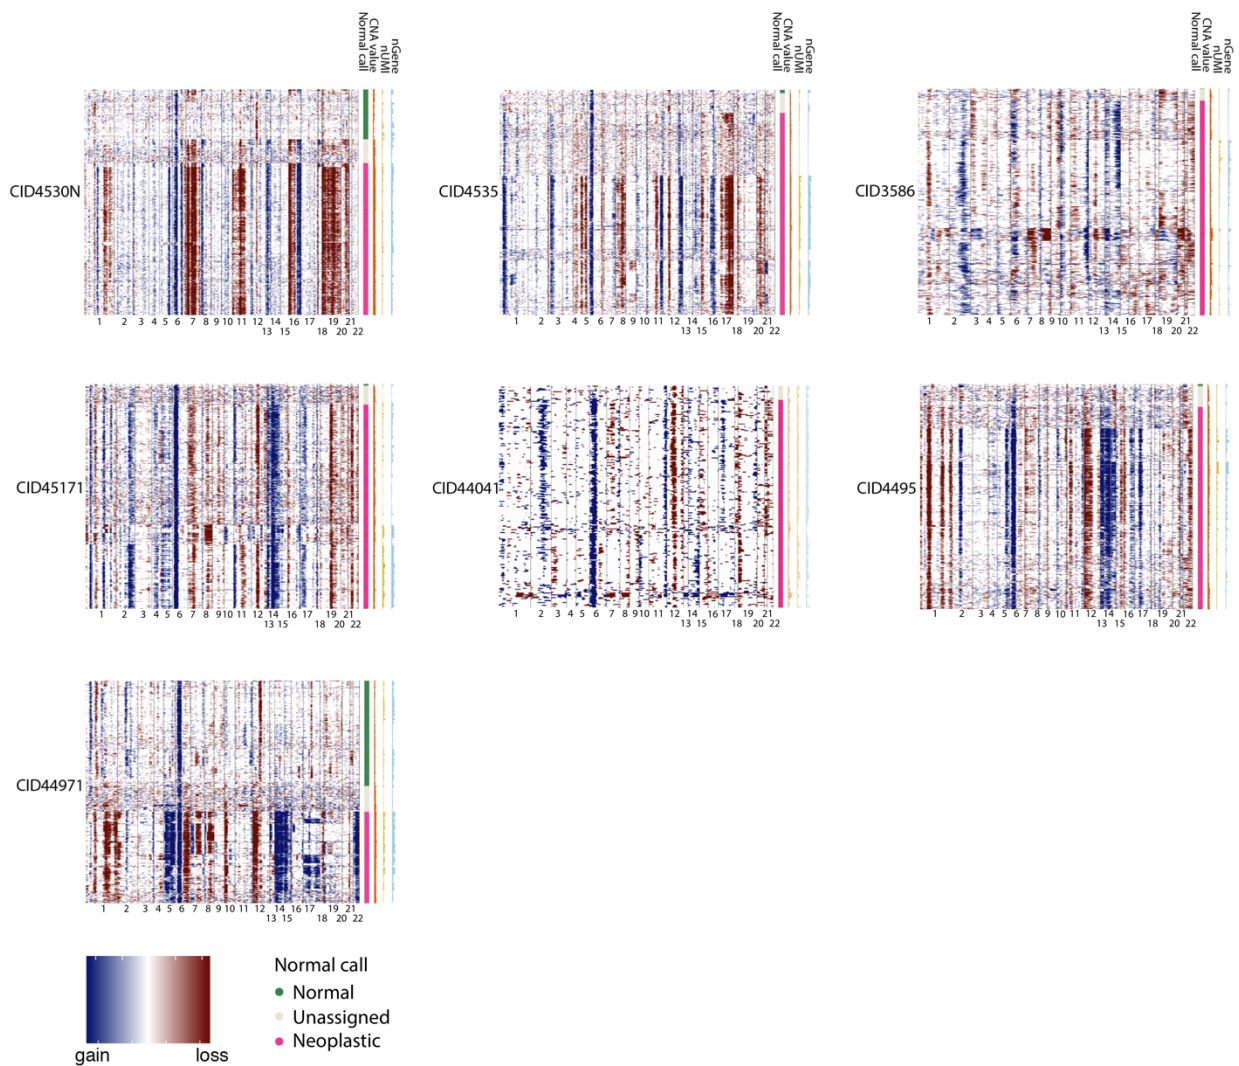 nGene
nUMI
CNA value
Normal call
nGene
nUMI
CNA value
Normal call
nGene
nUMI
CNA value
Normal call
CID4530N
1 2 3 4 5 6 7 8 9 10 11 12 14 16 17 19 21
13 15 18 20 22
CID4535
1 2 3 4 5 6 7 8 9 10 11 12 14 16 17 19 21
13 15 18 20 22
CID3586
1 2 3 4 5 6 7 8 9 10 11 12 14 16 17 19 21
13 15 18 20 22
CID45171
1 2 3 4 5 6 7 8 10 11 12 14 16 17 19 21
13 15 18 20 22
CID44041
1 2 3 4 5 6 7 8 9 10 11 12 14 16 17 19 21
13 15 18 20 22
CID4495
1 2 3 4 5 6 7 8 9 10 11 12 14 16 17 19 21
13 15 18 20 22
CID44971
1 2 3 4 5 6 7 8 9 10 11 12 14 16 17 19 21
13 15 18 20 22
gain
loss
Normal call
Normal
Unassigned
Neoplastic